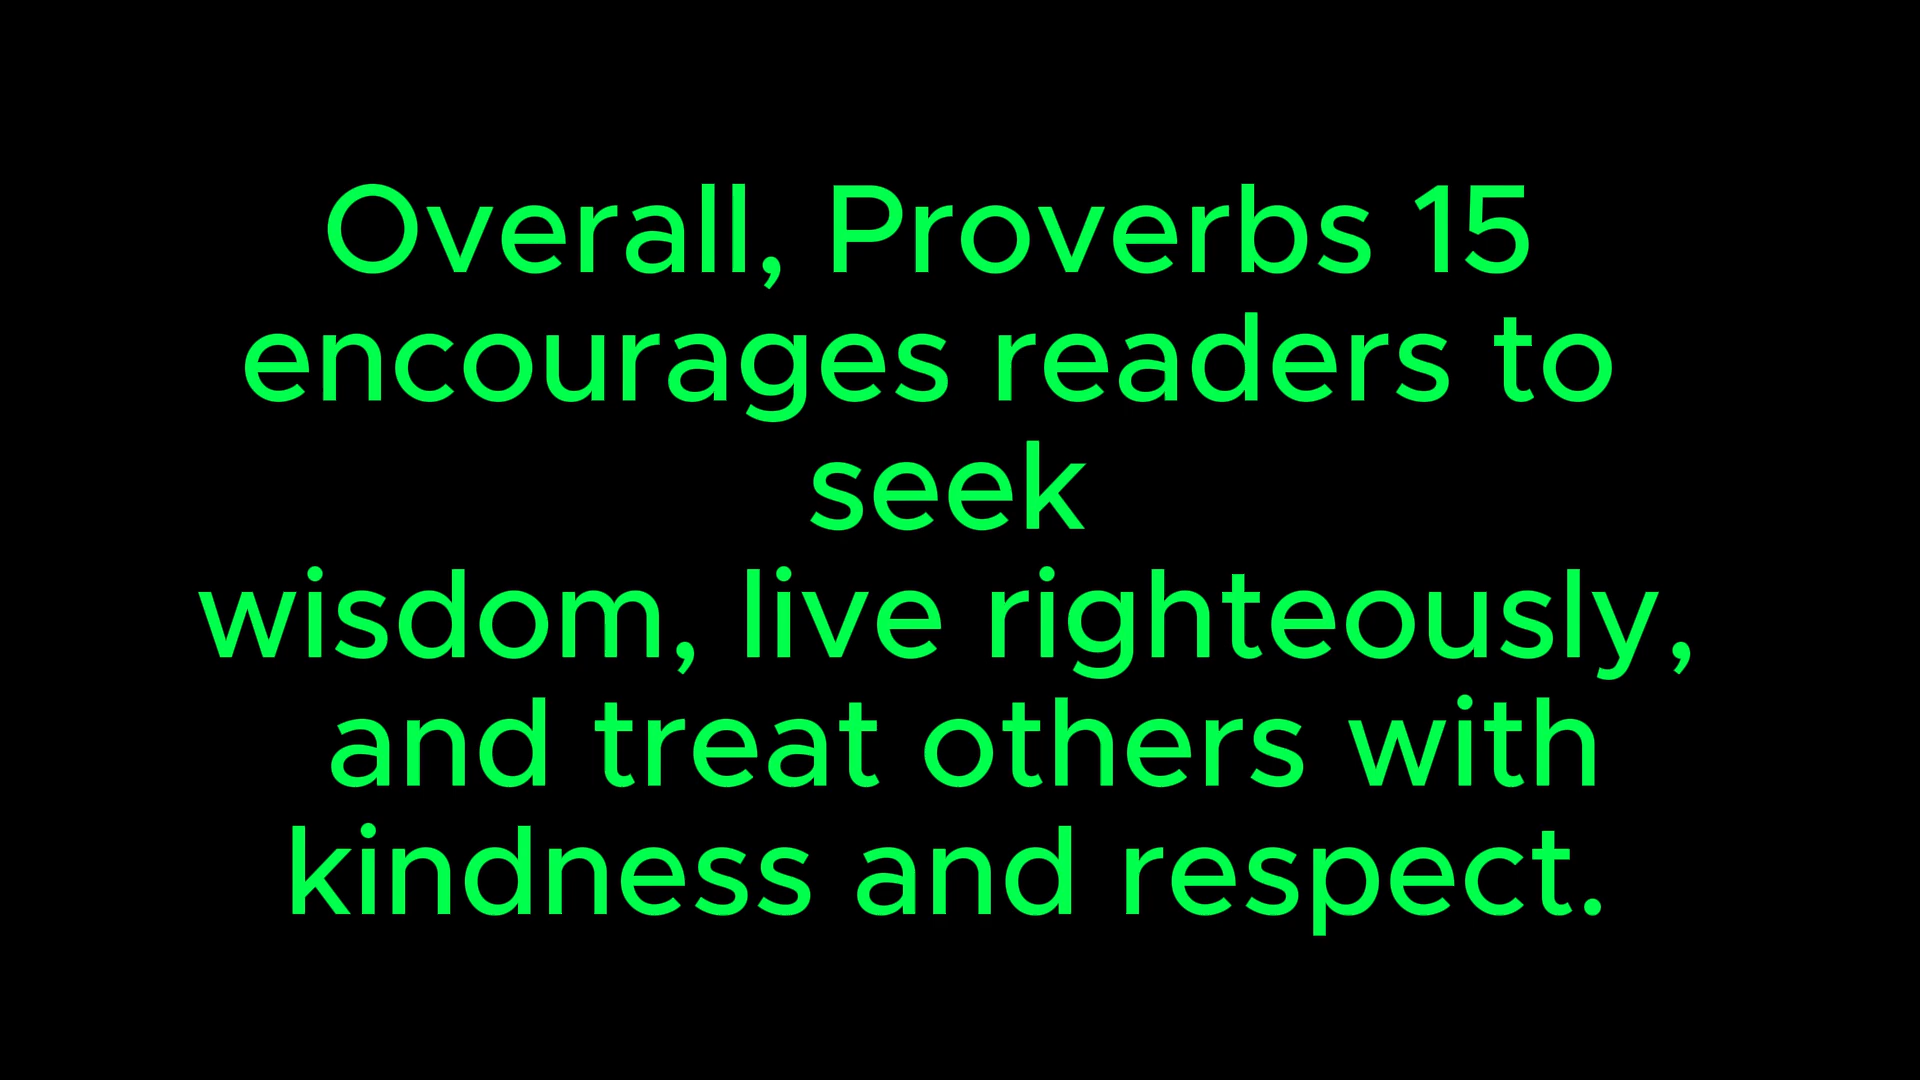 Overall, Proverbs 15
encourages readers to
seek
wisdom, live righteously,
and treat others with
kindness and respect.